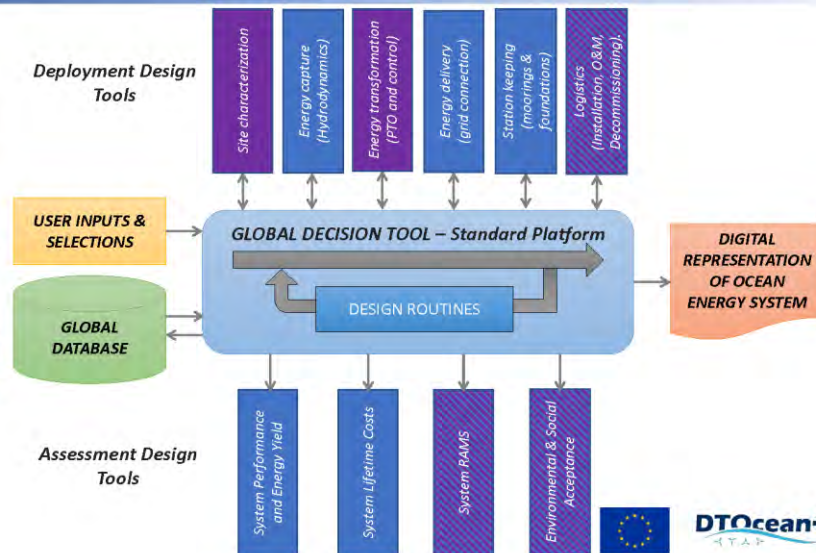 Deployment Design
Tools
Site characterization
Energy capture
(Hydrodynamics)
Energy transformation
(PTO and control)
Energy delivery
(grid connection)
Station keeping
(moorings &
foundations)
Logistics
(Installation, O&M,
Decommissioning).
USER INPUTS &
SELECTIONS
GLOBAL DECISION TOOL – Standard Platform
DESIGN ROUTINES
GLOBAL
DATABASE
DIGITAL
REPRESENTATION
OF OCEAN
ENERGY SYSTEM
Assessment Design
Tools
System Performance
and Energy Yield
System Lifetime Costs
System RAMS
Environmental & Social
Acceptance
DTOcean+